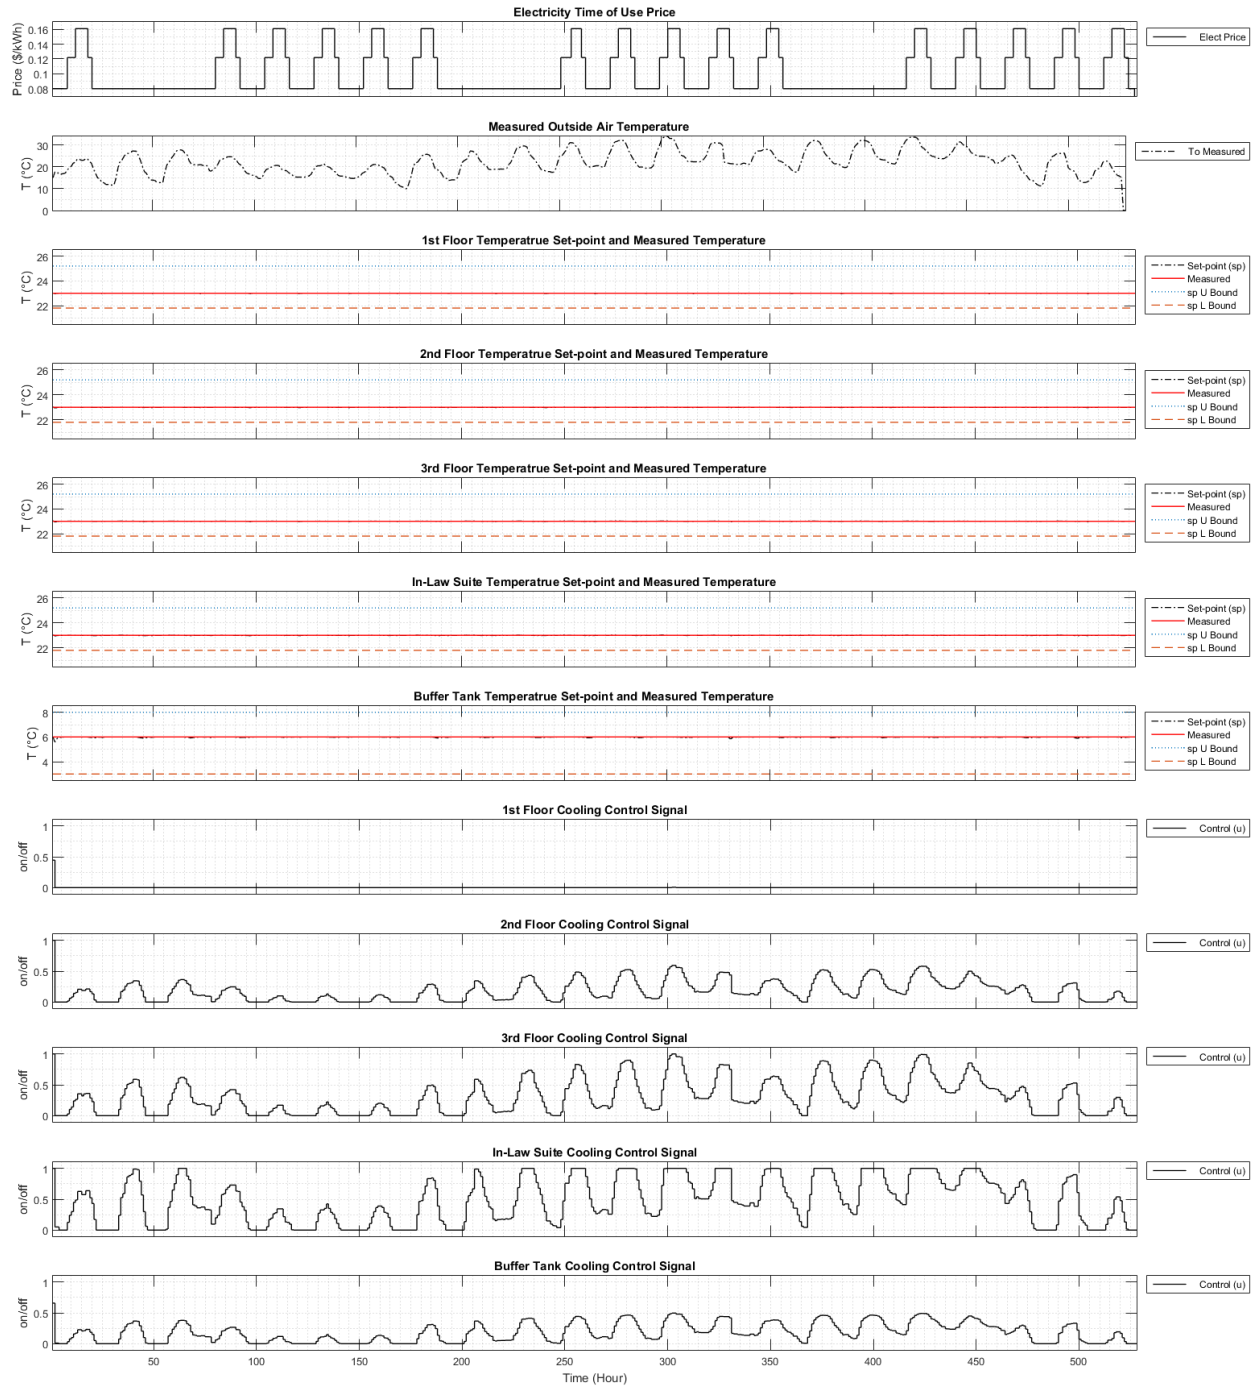 Electricity Time of Use Price
Price ($/kWh)
0.16
0.14
0.12
0.1
0.08
Elect Price
Measured Outside Air Temperature
T (°C)
30
20
10
0
To Measured
1st Floor Temperatrue Set-point and Measured Temperature
T (°C)
26
24
22
Set-point (sp)
Measured
sp U Bound
sp L Bound
2nd Floor Temperatrue Set-point and Measured Temperature
T (°C)
26
24
22
Set-point (sp)
Measured
sp U Bound
sp L Bound
3rd Floor Temperatrue Set-point and Measured Temperature
T (°C)
26
24
22
Set-point (sp)
Measured
sp U Bound
sp L Bound
In-Law Suite Temperatrue Set-point and Measured Temperature
T (°C)
26
24
22
Set-point (sp)
Measured
sp U Bound
sp L Bound
Buffer Tank Temperatrue Set-point and Measured Temperature
T (°C)
8
6
4
Set-point (sp)
Measured
sp U Bound
sp L Bound
1st Floor Cooling Control Signal
on/off
1
0.5
0
Control (u)
2nd Floor Cooling Control Signal
on/off
1
0.5
0
Control (u)
3rd Floor Cooling Control Signal
on/off
1
0.5
0
Control (u)
In-Law Suite Cooling Control Signal
on/off
1
0.5
0
Control (u)
Buffer Tank Cooling Control Signal
on/off
1
0.5
0
Control (u)
50 100 150 200 250 300 350 400 450 500
Time (Hour)